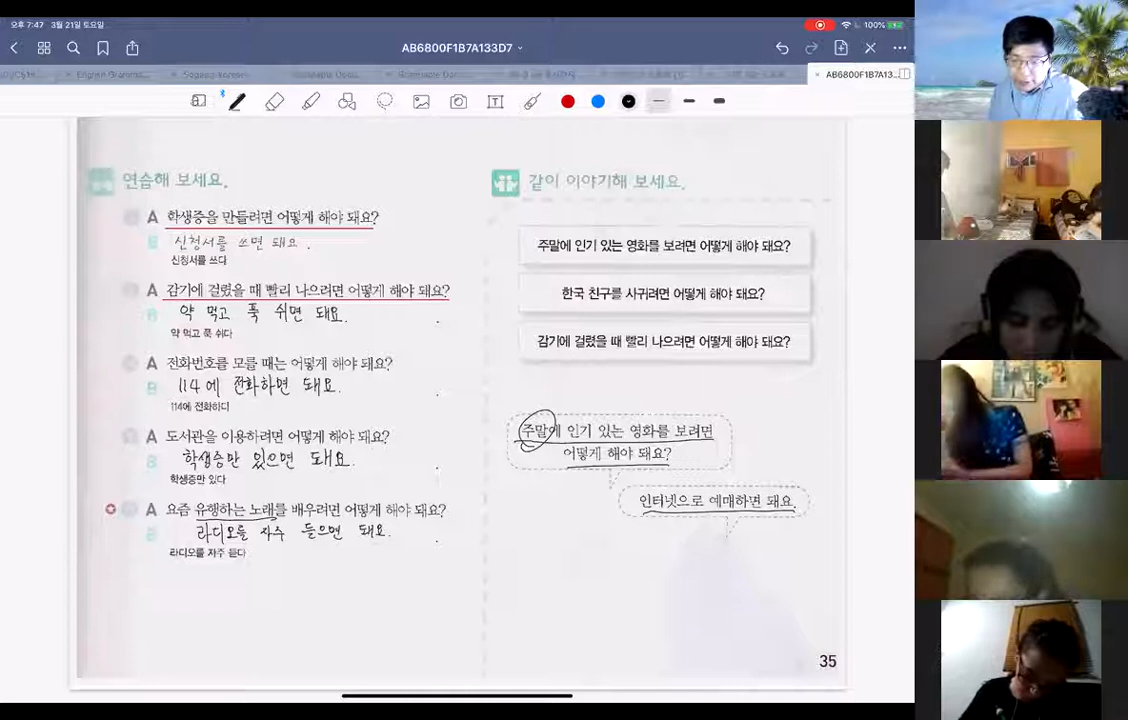 오후 7:47 3월 21일 토요일
100%
AB6800F1B7A133D7
AB6800F1B7A13...
연습해 보세요.
A 학생증을 만들려면 어떻게 해야 돼요?
B 신청서를 쓰면 돼요.
신청서를 쓰다
A 감기에 걸렸을 때 빨리 나으려면 어떻게 해야 돼요?
B 약 먹고 푹 쉬면 돼요.
약 먹고 푹 쉬다
A 전화번호를 모를 때는 어떻게 해야 돼요?
B 114에 전화하면 돼요.
114에 전화하다
A 도서관을 이용하려면 어떻게 해야 돼요?
B 학생증만 있으면 돼요.
학생증만 있다
A 요즘 유행하는 노래를 배우려면 어떻게 해야 돼요?
B 라디오를 자주 들으면 돼요.
라디오를 자주 듣다
같이 이야기해 보세요.
주말에 인기 있는 영화를 보려면 어떻게 해야 돼요?
한국 친구를 사귀려면 어떻게 해야 돼요?
감기에 걸렸을 때 빨리 나으려면 어떻게 해야 돼요?
주말에 인기 있는 영화를 보려면
어떻게 해야 돼요?
인터넷으로 예매하면 돼요.
35